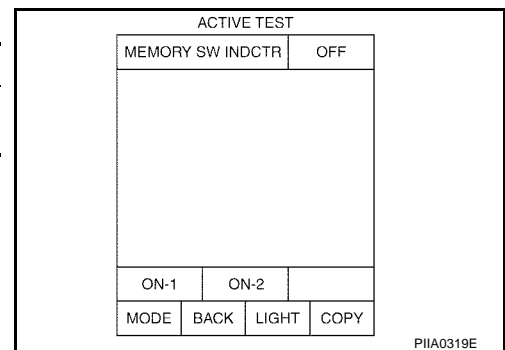 ACTIVE TEST
MEMORY SW INDCTR OFF
ON-1 ON-2
MODE BACK LIGHT COPY
PIIA0319E